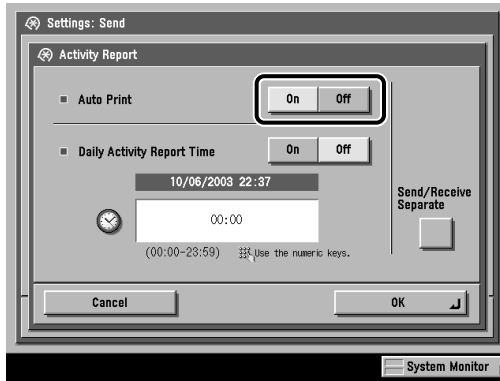 Settings: Send
Activity Report
Auto Print
On Off
Daily Activity Report Time
On Off
10/06/2003 22:37
00:00
(00:00-23:59) Use the numeric keys.
Send/Receive
Separate
Cancel
OK
System Monitor